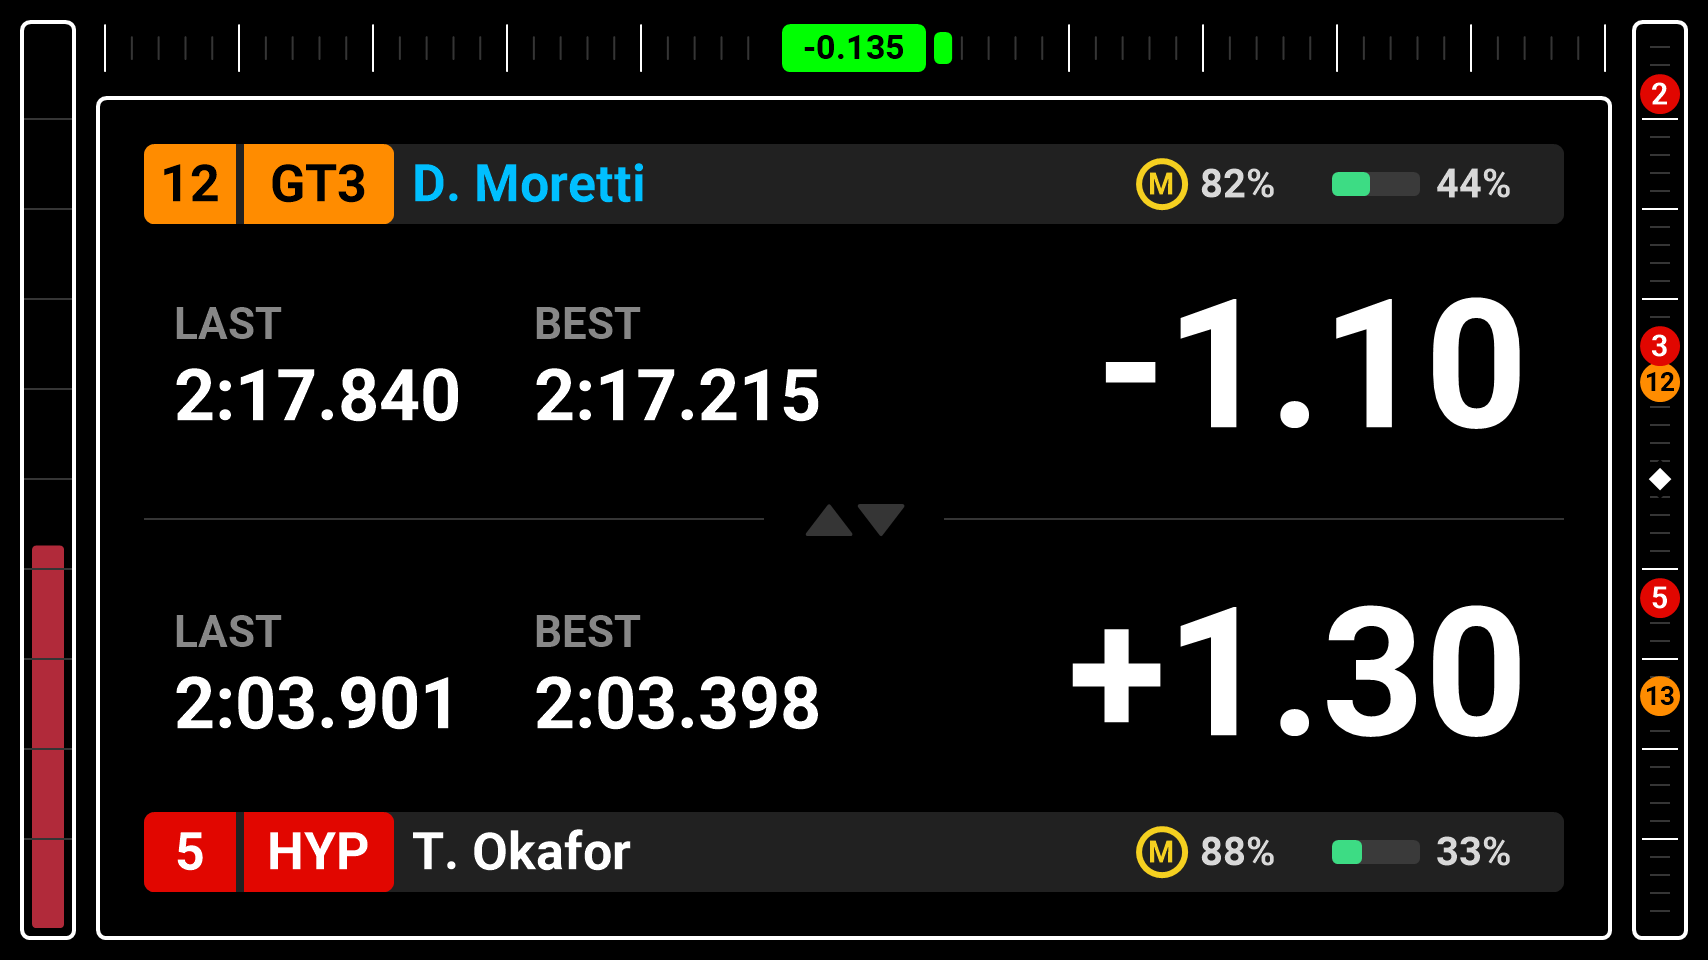 -0.135
12 GT3 D. Moretti M 82% 44%
LAST BEST
2:17.840 2:17.215 -1.10
LAST BEST
2:03.901 2:03.398 +1.30
5 HYP T. Okafor M 88% 33%
2
3
12
5
13